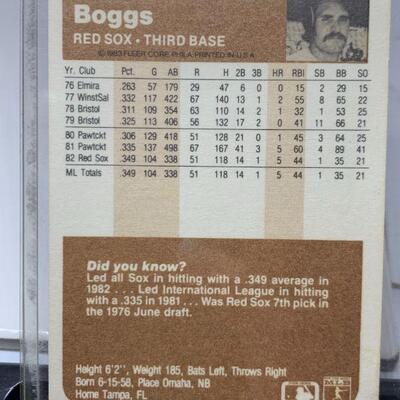 Boggs
RED SOX • THIRD BASE
© 1983 FLEER CORP. PHILA. PRINTED IN U.S.A.
Yr. Club Pct. G AB R H 2B 3B HR RBI SB BB SO
76 Elmira .263 57 179 29 47 6 0 0 15 2 29 15
77 WinstSal .332 117 422 67 140 13 1 2 55 8 65 22
78 Bristol .311 109 354 63 110 14 2 1 32 3 53 25
79 Bristol .325 113 406 56 132 17 2 0 41 11 66 21
80 Pawtckt .306 129 418 51 128 21 0 1 45 3 64 25
81 Pawtckt .335 137 498 67 167 41 3 5 60 4 89 41
82 Red Sox .349 104 338 51 118 14 1 5 44 1 35 21
ML Totals .349 104 338 51 118 14 1 5 44 1 35 21
Did you know?
Led all Sox in hitting with a .349 average in
1982 . . . Led International League in hitting
with a .335 in 1981 . . . Was Red Sox 7th pick in
the 1976 June draft.
Height 6'2'', Weight 185, Bats Left, Throws Right
Born 6-15-58, Place Omaha, NB
Home Tampa, FL